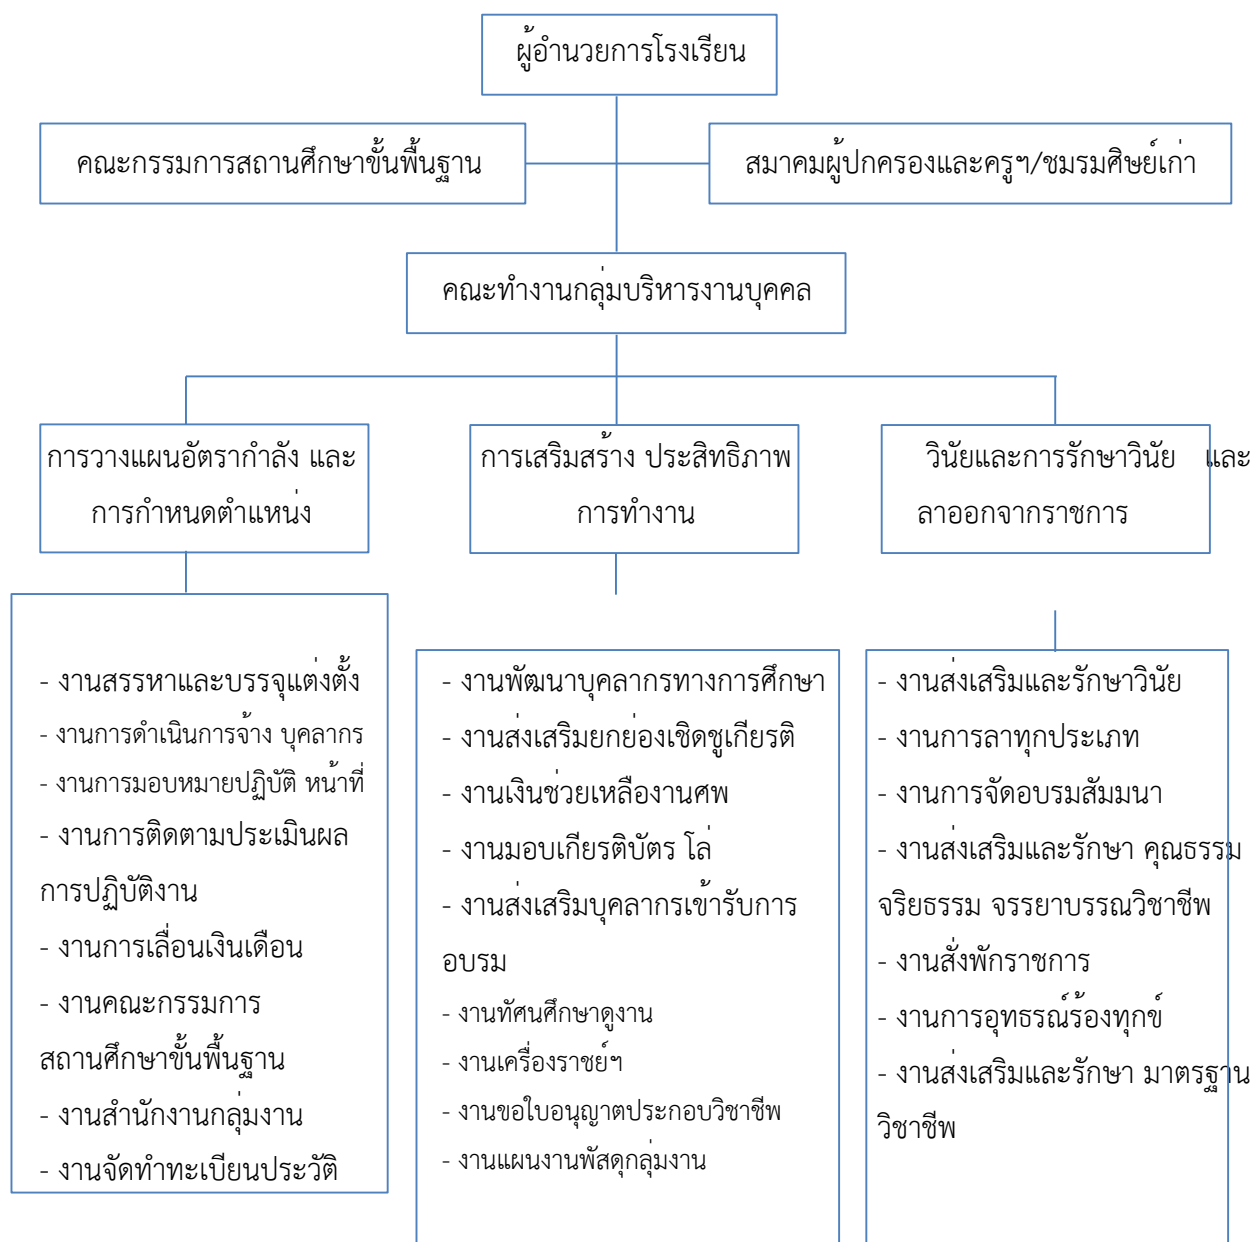 ผู้อำนวยการโรงเรียน
คณะกรรมการสถานศึกษาขั้นพื้นฐาน
สมาคมผู้ปกครองและครูฯ/ชมรมศิษย์เก่า
คณะทำงานกลุ่มบริหารงานบุคคล
การวางแผนอัตรากำลัง และ
การกำหนดตำแหน่ง
การเสริมสร้าง ประสิทธิภาพ
การทำงาน
วินัยและการรักษาวินัย และ
ลาออกจากราชการ
- งานสรรหาและบรรจุแต่งตั้ง
- งานการดำเนินการจ้าง บุคลากร
- งานการมอบหมายปฏิบัติ หน้าที่
- งานการติดตามประเมินผล
การปฏิบัติงาน
- งานการเลื่อนเงินเดือน
- งานคณะกรรมการ
สถานศึกษาขั้นพื้นฐาน
- งานสำนักงานกลุ่มงาน
- งานจัดทำทะเบียนประวัติ
- งานพัฒนาบุคลากรทางการศึกษา
- งานส่งเสริมยกย่องเชิดชูเกียรติ
- งานเงินช่วยเหลืองานศพ
- งานมอบเกียรติบัตร โล่
- งานส่งเสริมบุคลากรเข้ารับการ
อบรม
- งานทัศนศึกษาดูงาน
- งานเครื่องราชย์ฯ
- งานขอใบอนุญาตประกอบวิชาชีพ
- งานแผนงานพัสดุกลุ่มงาน
- งานส่งเสริมและรักษาวินัย
- งานการลาทุกประเภท
- งานการจัดอบรมสัมมนา
- งานส่งเสริมและรักษา คุณธรรม
จริยธรรม จรรยาบรรณวิชาชีพ
- งานสั่งพักราชการ
- งานการอุทธรณ์ร้องทุกข์
- งานส่งเสริมและรักษา มาตรฐาน
วิชาชีพ